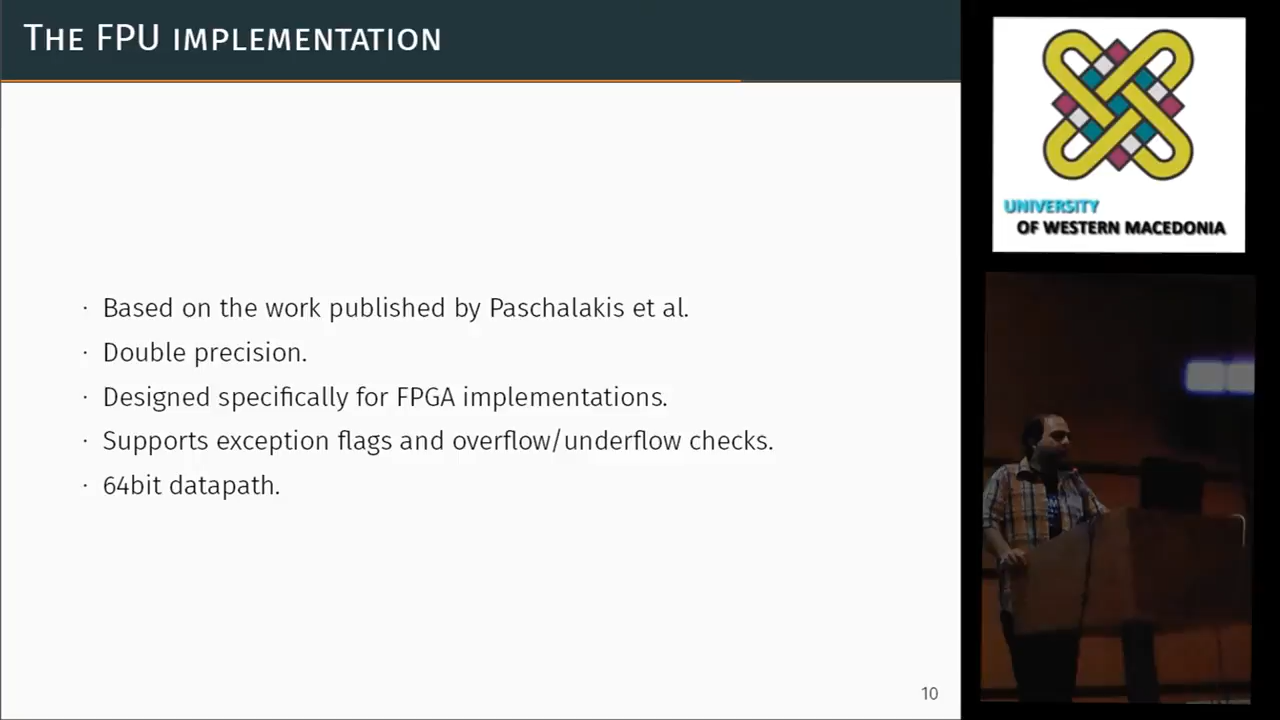 The FPU implementation
· Based on the work published by Paschalakis et al.
· Double precision.
· Designed specifically for FPGA implementations.
· Supports exception flags and overflow/underflow checks.
· 64bit datapath.
10
UNIVERSITY
OF WESTERN MACEDONIA